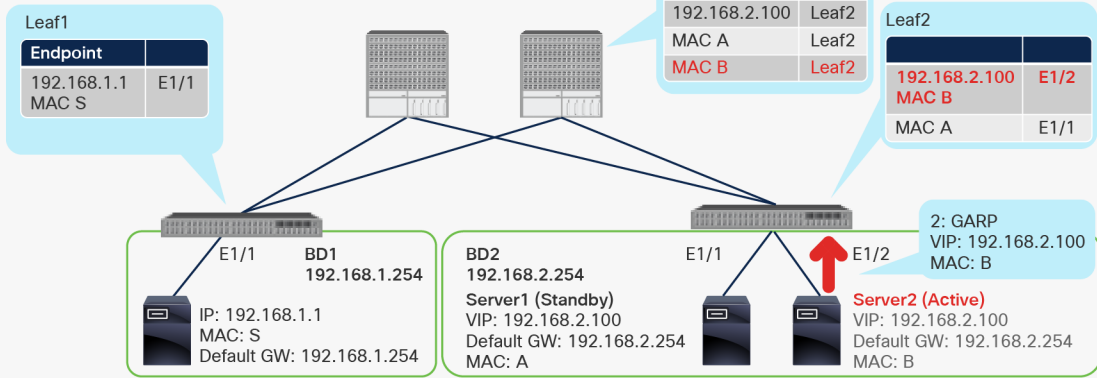 Leaf1
Endpoint
192.168.1.1 E1/1
MAC S
192.168.2.100 Leaf2
MAC A Leaf2
MAC B Leaf2
Leaf2
192.168.2.100 E1/2
MAC B
MAC A E1/1
E1/1 BD1
192.168.1.254
IP: 192.168.1.1
MAC: S
Default GW: 192.168.1.254
BD2
192.168.2.254
Server1 (Standby)
VIP: 192.168.2.100
Default GW: 192.168.2.254
MAC: A
E1/1
E1/2
2: GARP
VIP: 192.168.2.100
MAC: B
Server2 (Active)
VIP: 192.168.2.100
Default GW: 192.168.2.254
MAC: B